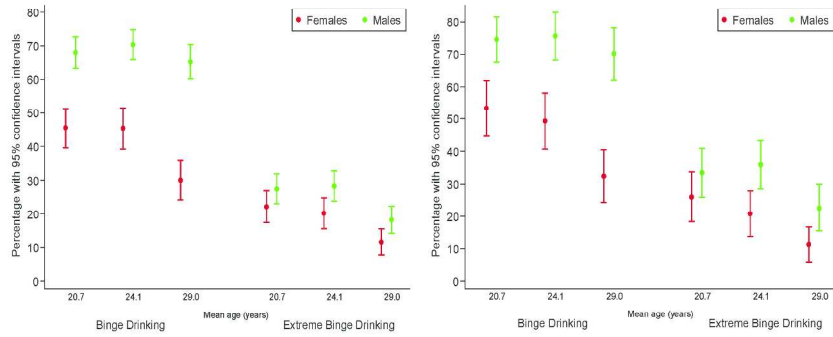 Females Males
Percentage with 95% confidence intervals
80
70
60
50
40
30
20
10
0
20.7 24.1 29.0 20.7 24.1 29.0
Mean age (years)
Binge Drinking Extreme Binge Drinking
Females Males
Percentage with 95% confidence intervals
80
70
60
50
40
30
20
10
0
20.7 24.1 29.0 20.7 24.1 29.0
Mean age (years)
Binge Drinking Extreme Binge Drinking